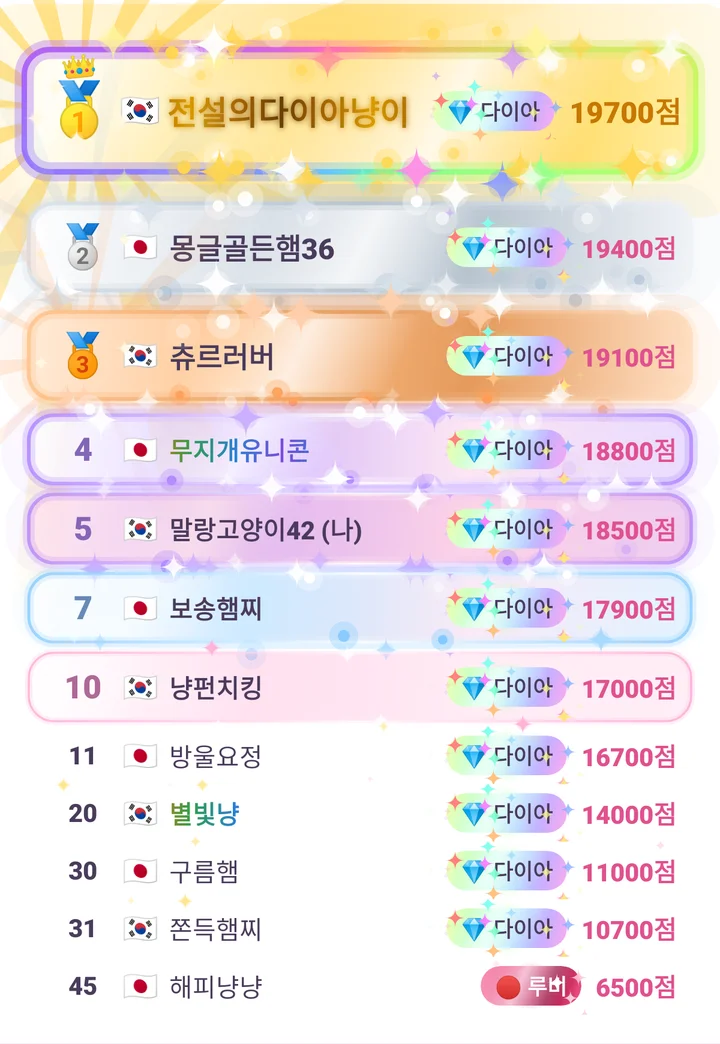 1 전설의다이아냥이 다이아 19700점
2 몽글골든햄36 다이아 19400점
3 츄르러버 다이아 19100점
4 무지개유니콘 다이아 18800점
5 말랑고양이42 (나) 다이아 18500점
7 보송햄찌 다이아 17900점
10 냥펀치킹 다이아 17000점
11 방울요정 다이아 16700점
20 별빛냥 다이아 14000점
30 구름햄 다이아 11000점
31 쫀득햄찌 다이아 10700점
45 해피냥냥 루비 6500점